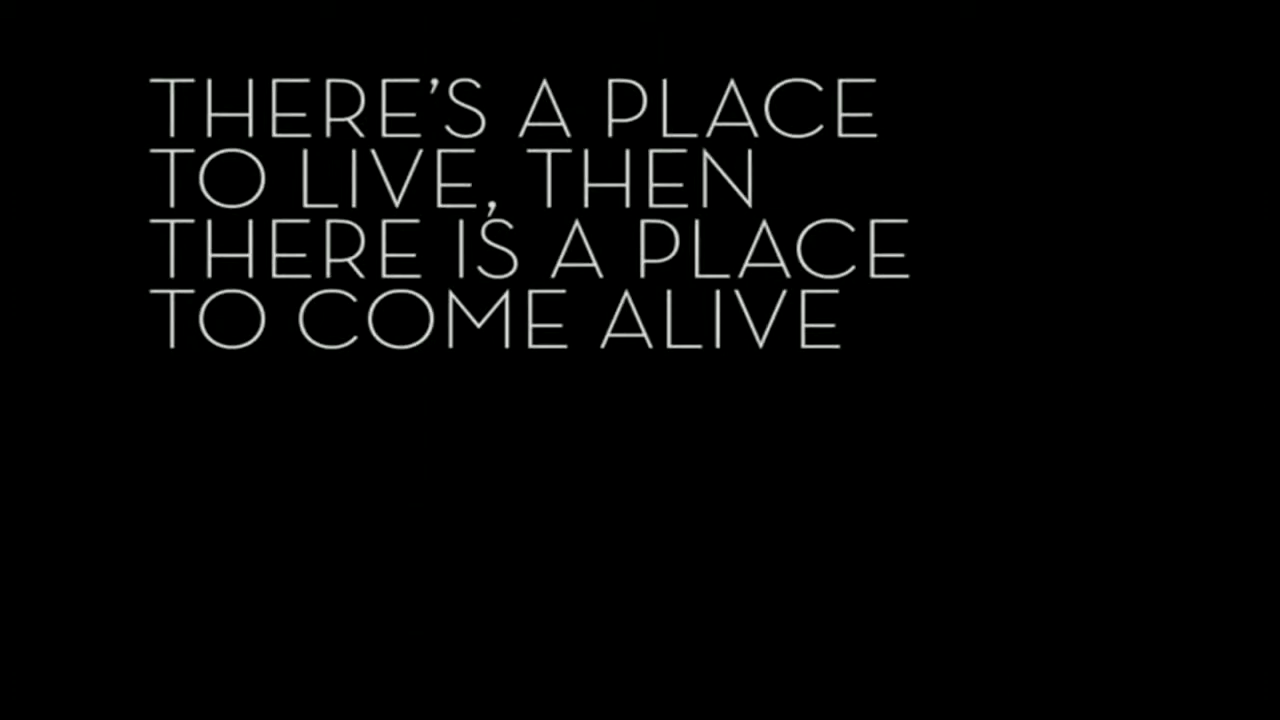 THERE’S A PLACE
TO LIVE, THEN
THERE IS A PLACE
TO COME ALIVE